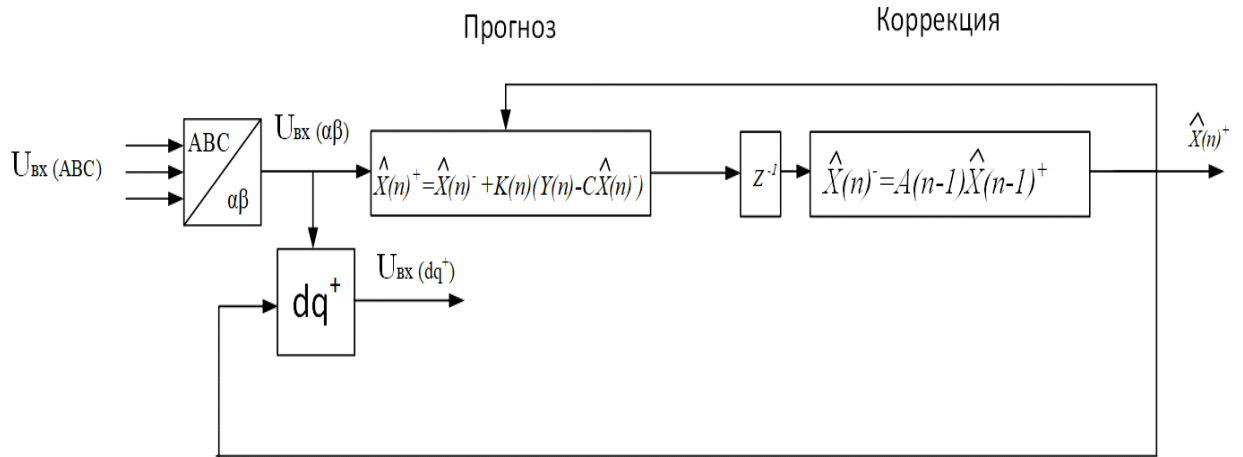 Прогноз
Коррекция
Uвх (ABC)
ABC
αβ
Uвх (αβ)
X̂(n)⁺=X̂(n)⁻+K(n)(Y(n)-CX̂(n)⁻)
Z⁻¹
X̂(n)⁻=A(n-1)X̂(n-1)⁺
X̂(n)⁺
dq⁺
Uвх (dq⁺)